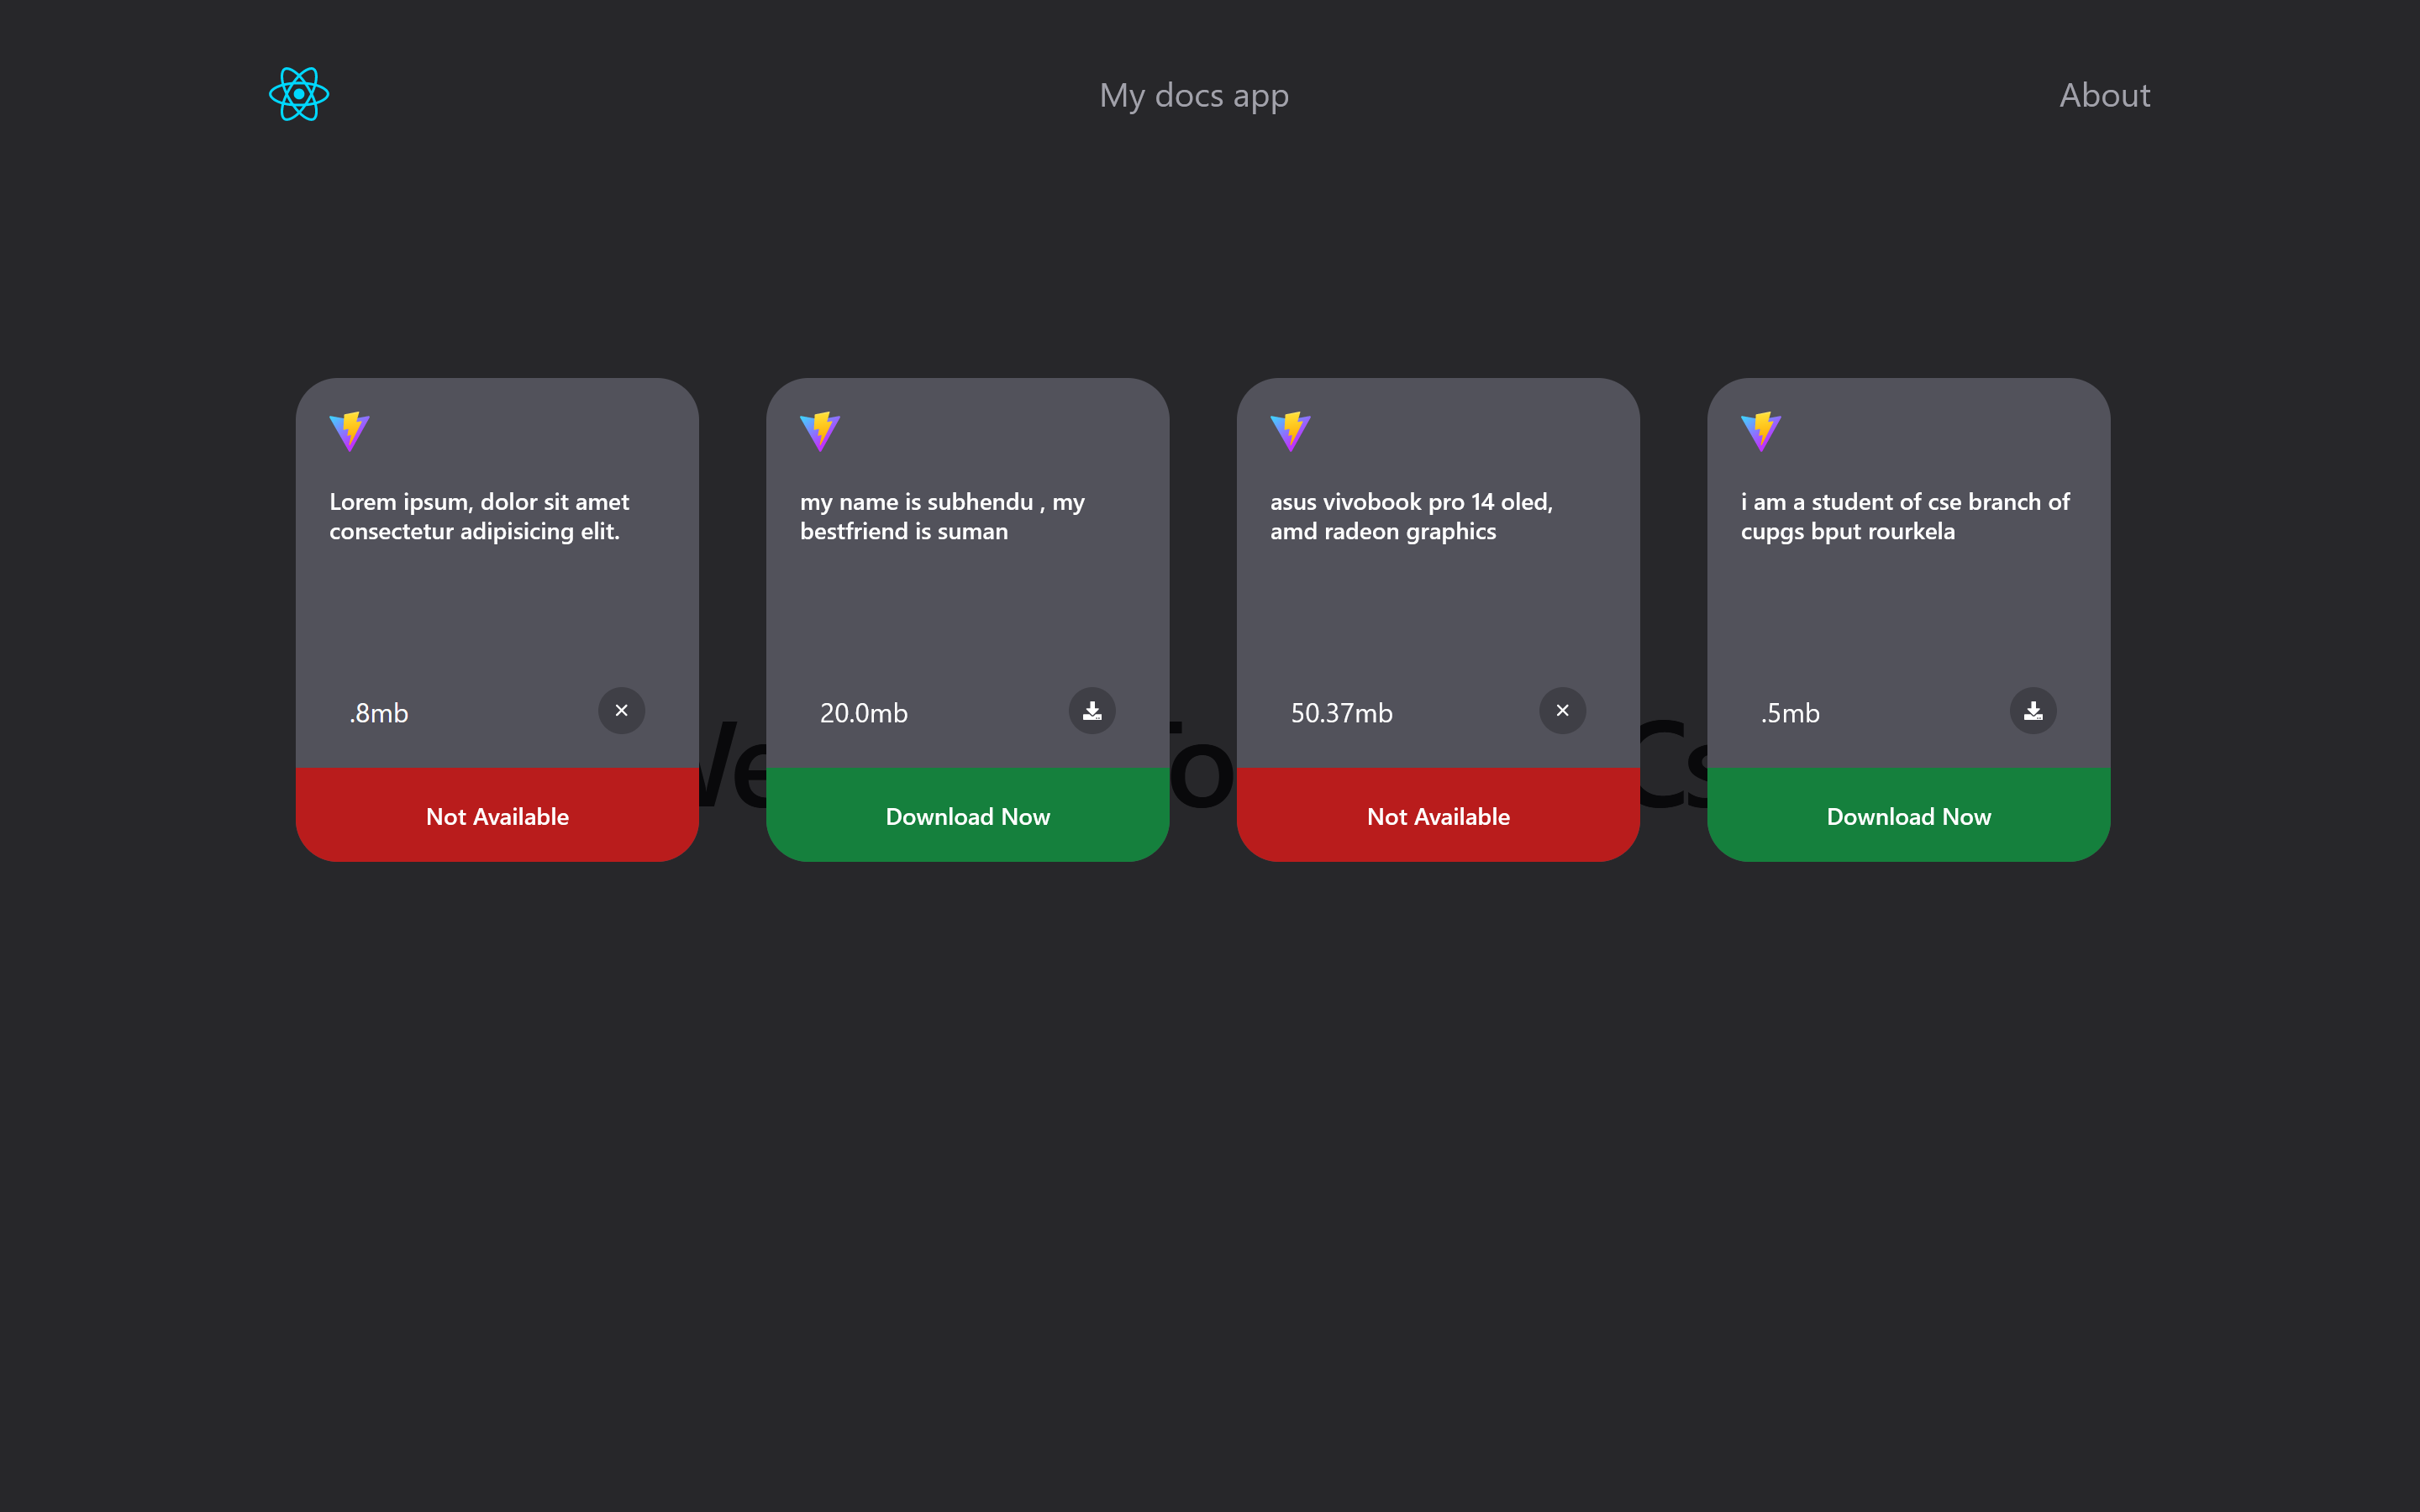 My docs app
About
Lorem ipsum, dolor sit amet
consectetur adipisicing elit.
.8mb
Not Available
my name is subhendu , my
bestfriend is suman
20.0mb
Download Now
asus vivobook pro 14 oled,
amd radeon graphics
50.37mb
Not Available
i am a student of cse branch of
cupgs bput rourkela
.5mb
Download Now